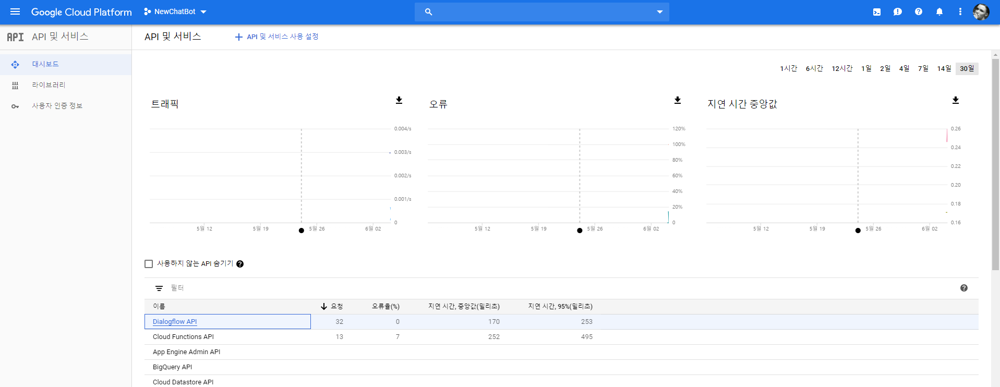 Google Cloud Platform NewChatBot
API API 및 서비스
대시보드
라이브러리
사용자 인증 정보
API 및 서비스 API 및 서비스 사용 설정
1시간 6시간 12시간 1일 2일 4일 7일 14일 30일
트래픽
0.004/s
0.003/s
0.002/s
0.001/s
0
5월 12 5월 19 5월 26 6월 02
오류
120%
100%
80%
60%
40%
20%
0
5월 12 5월 19 5월 26 6월 02
지연 시간 중앙값
0.26
0.24
0.22
0.20
0.18
0.16
5월 12 5월 19 5월 26 6월 02
사용하지 않는 API 숨기기
필터
이름 요청 오류율(%) 지연 시간, 중앙값(밀리초) 지연 시간, 95%(밀리초)
Dialogflow API 32 0 170 253
Cloud Functions API 13 7 252 495
App Engine Admin API
BigQuery API
Cloud Datastore API